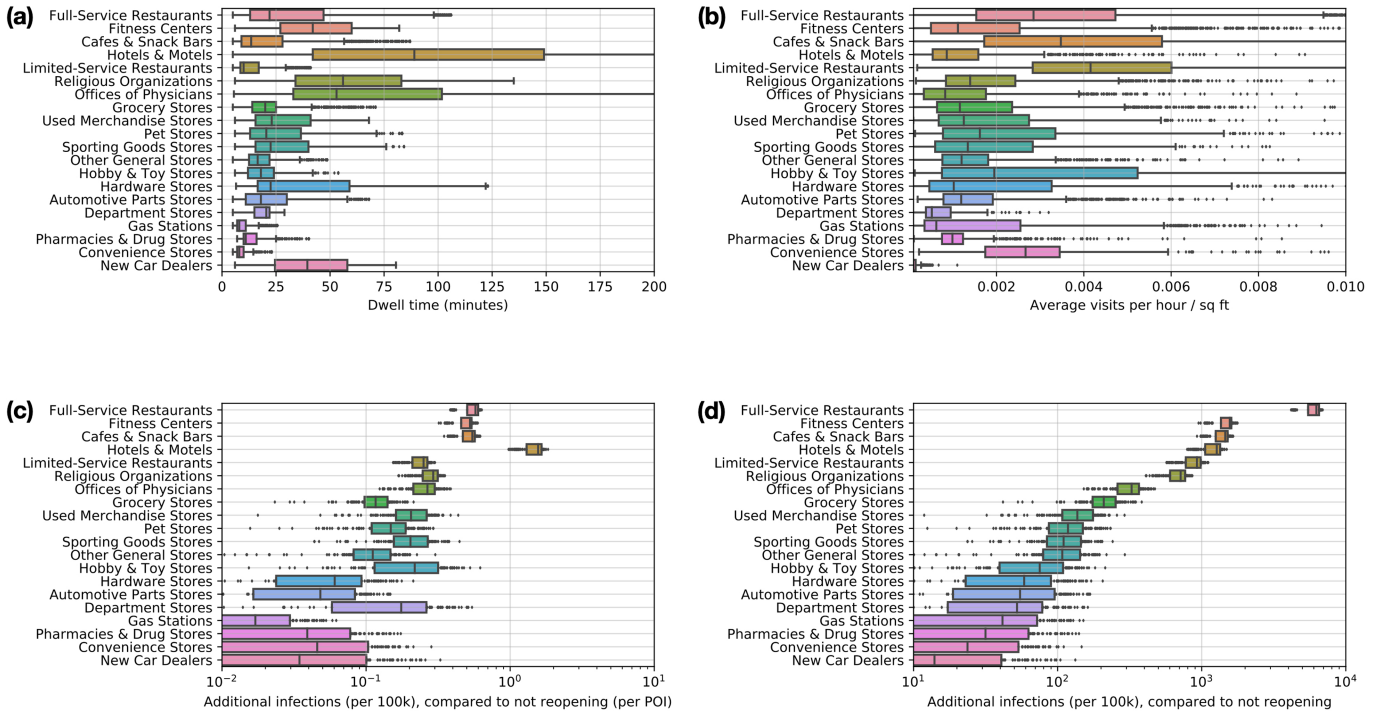 (a)
Full-Service Restaurants
Fitness Centers
Cafes & Snack Bars
Hotels & Motels
Limited-Service Restaurants
Religious Organizations
Offices of Physicians
Grocery Stores
Used Merchandise Stores
Pet Stores
Sporting Goods Stores
Other General Stores
Hobby & Toy Stores
Hardware Stores
Automotive Parts Stores
Department Stores
Gas Stations
Pharmacies & Drug Stores
Convenience Stores
New Car Dealers
0 25 50 75 100 125 150 175 200
Dwell time (minutes)
(b)
Full-Service Restaurants
Fitness Centers
Cafes & Snack Bars
Hotels & Motels
Limited-Service Restaurants
Religious Organizations
Offices of Physicians
Grocery Stores
Used Merchandise Stores
Pet Stores
Sporting Goods Stores
Other General Stores
Hobby & Toy Stores
Hardware Stores
Automotive Parts Stores
Department Stores
Gas Stations
Pharmacies & Drug Stores
Convenience Stores
New Car Dealers
0.002 0.004 0.006 0.008 0.010
Average visits per hour / sq ft
(c)
Full-Service Restaurants
Fitness Centers
Cafes & Snack Bars
Hotels & Motels
Limited-Service Restaurants
Religious Organizations
Offices of Physicians
Grocery Stores
Used Merchandise Stores
Pet Stores
Sporting Goods Stores
Other General Stores
Hobby & Toy Stores
Hardware Stores
Automotive Parts Stores
Department Stores
Gas Stations
Pharmacies & Drug Stores
Convenience Stores
New Car Dealers
10⁻² 10⁻¹ 10⁰ 10¹
Additional infections (per 100k), compared to not reopening (per POI)
(d)
Full-Service Restaurants
Fitness Centers
Cafes & Snack Bars
Hotels & Motels
Limited-Service Restaurants
Religious Organizations
Offices of Physicians
Grocery Stores
Used Merchandise Stores
Pet Stores
Sporting Goods Stores
Other General Stores
Hobby & Toy Stores
Hardware Stores
Automotive Parts Stores
Department Stores
Gas Stations
Pharmacies & Drug Stores
Convenience Stores
New Car Dealers
10¹ 10² 10³ 10⁴
Additional infections (per 100k), compared to not reopening